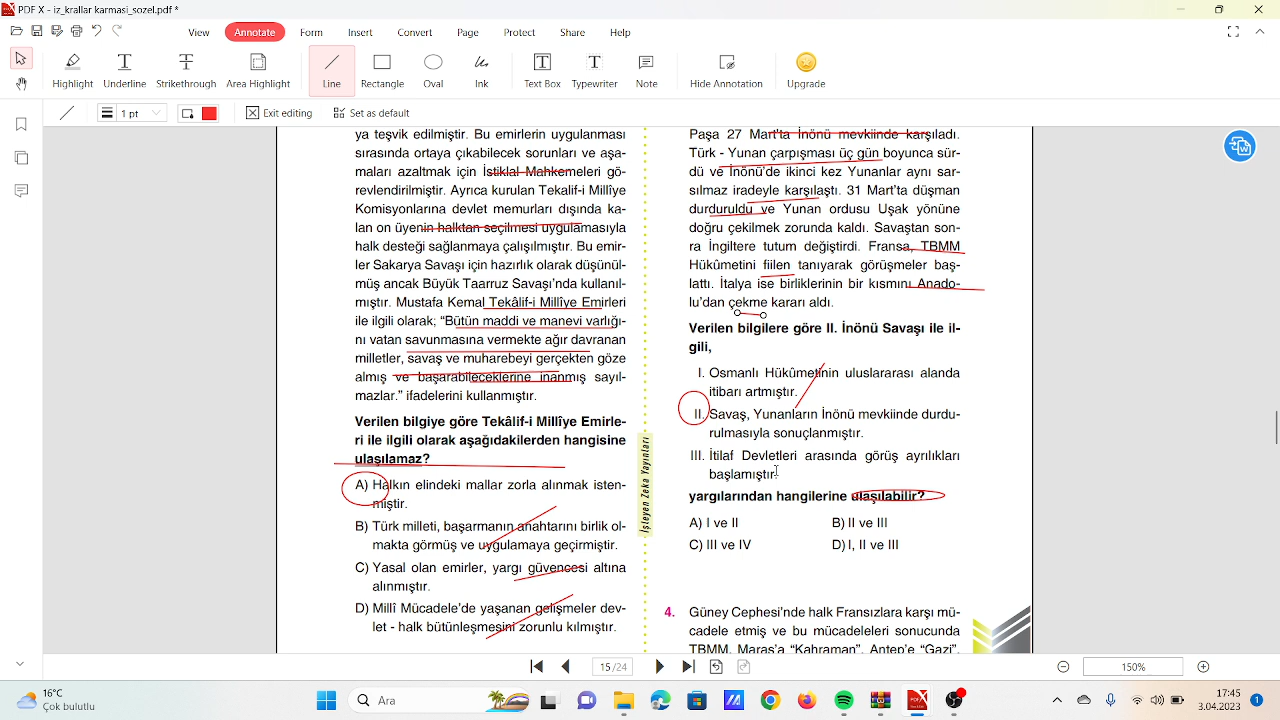 PDF X - iz_krallar karmasi_sozel.pdf *
View Annotate Form Insert Convert Page Protect Share Help
Highlight Underline Strikethrough Area Highlight Line Rectangle Oval Ink Text Box Typewriter Note Hide Annotation Upgrade
1 pt Exit editing Set as default
ya teşvik edilmiştir. Bu emirlerin uygulanması
sırasında ortaya çıkabilecek sorunları ve aşa-
maları azaltmak için İstiklal Mahkemeleri gö-
revlendirilmiştir. Ayrıca kurulan Tekalif-i Millîye
Komisyonlarına devlet memurları dışında ka-
lan on üyenin halktan seçilmesi uygulamasıyla
halk desteği sağlanmaya çalışılmıştır. Bu emir-
ler Sakarya Savaşı için hazırlık olarak düşünül-
müş ancak Büyük Taarruz Savaşı’nda kullanıl-
mıştır. Mustafa Kemal Tekâlif-i Millîye Emirleri
ile ilgili olarak; “Bütün maddi ve manevi varlığı-
nı vatan savunmasına vermekte ağır davranan
milletler, savaş ve muharebeyi gerçekten göze
almış ve başarabileceklerine inanmış sayıl-
mazlar.” ifadelerini kullanmıştır.
Verilen bilgiye göre Tekâlif-i Millîye Emirle-
ri ile ilgili olarak aşağıdakilerden hangisine
ulaşılamaz?
A) Halkın elindeki mallar zorla alınmak isten-
miştir.
B) Türk milleti, başarmanın anahtarını birlik ol-
makta görmüş ve uygulamaya geçirmiştir.
C) Yasal olan emirler, yargı güvencesi altına
alınmıştır.
D) Millî Mücadele’de yaşanan gelişmeler dev-
let - halk bütünleşmesini zorunlu kılmıştır.
İşleyen Zeka Yayınları
Paşa 27 Mart’ta İnönü mevkiinde karşıladı.
Türk - Yunan çarpışması üç gün boyunca sür-
dü ve İnönü’de ikinci kez Yunanlar aynı sar-
sılmaz iradeyle karşılaştı. 31 Mart’ta düşman
durduruldu ve Yunan ordusu Uşak yönüne
doğru çekilmek zorunda kaldı. Savaştan son-
ra İngiltere tutum değiştirdi. Fransa, TBMM
Hükûmetini fiilen tanıyarak görüşmeler baş-
lattı. İtalya ise birliklerinin bir kısmını Anado-
lu’dan çekme kararı aldı.
Verilen bilgilere göre II. İnönü Savaşı ile il-
gili,
I. Osmanlı Hükûmetinin uluslararası alanda
itibarı artmıştır.
II. Savaş, Yunanların İnönü mevkiinde durdu-
rulmasıyla sonuçlanmıştır.
III. İtilaf Devletleri arasında görüş ayrılıkları
başlamıştır.
yargılarından hangilerine ulaşılabilir?
A) I ve II B) II ve III
C) III ve IV D) I, II ve III
4. Güney Cephesi’nde halk Fransızlara karşı mü-
cadele etmiş ve bu mücadeleleri sonucunda
TBMM, Maraş’a “Kahraman”, Antep’e “Gazi”,
15/24 150%
16°C
Çok bulutlu
Ara
17:45
3.04.2023
1